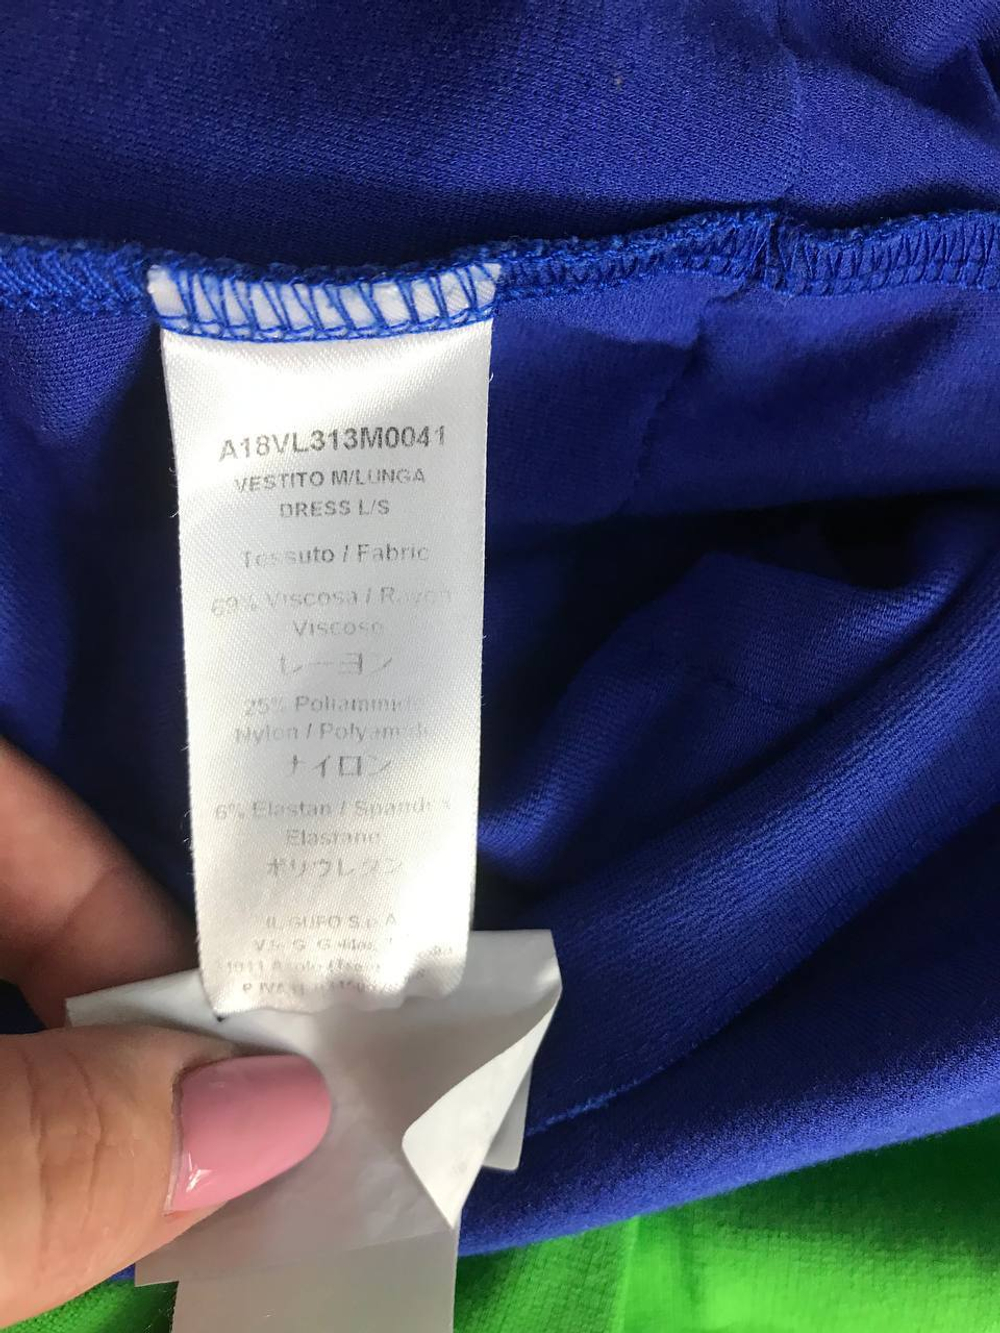 A18VL313M0041
VESTITO M/LUNGA
DRESS L/S
Tessuto / Fabric
69% Viscosa / Rayon
Viscose
レーヨン
25% Poliammide
Nylon / Polyamide
ナイロン
6% Elastan / Spandex
Elastane
ポリウレタン
IL GUFO S.p.A